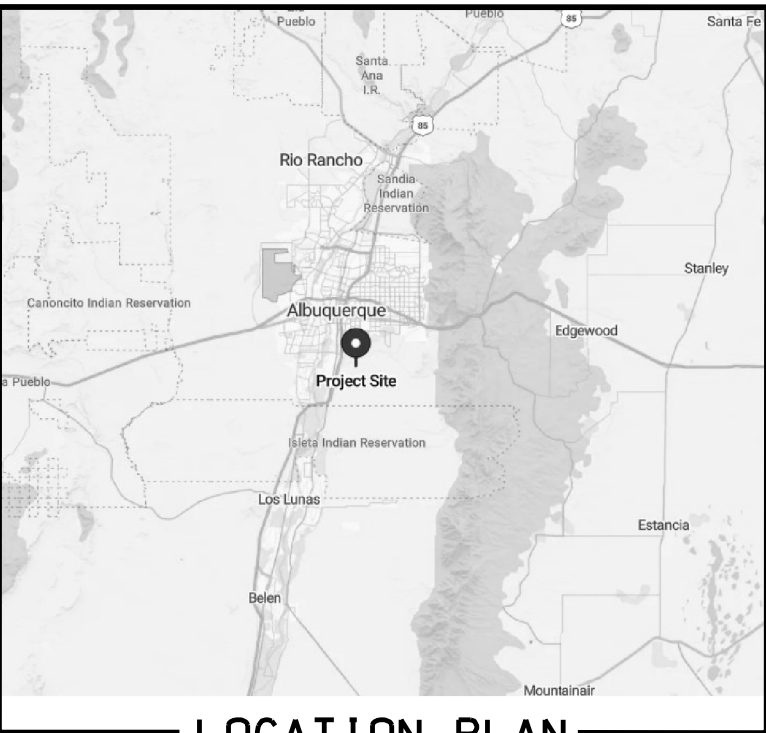 Pueblo
Pueblo
85
Santa Fe
Santa
Ana
I.R.
85
Rio Rancho
Sandia
Indian
Reservation
Stanley
Canoncito Indian Reservation
Albuquerque
Edgewood
a Pueblo
Project Site
Isleta Indian Reservation
Los Lunas
Estancia
Belen
Mountainair
LOCATION PLAN